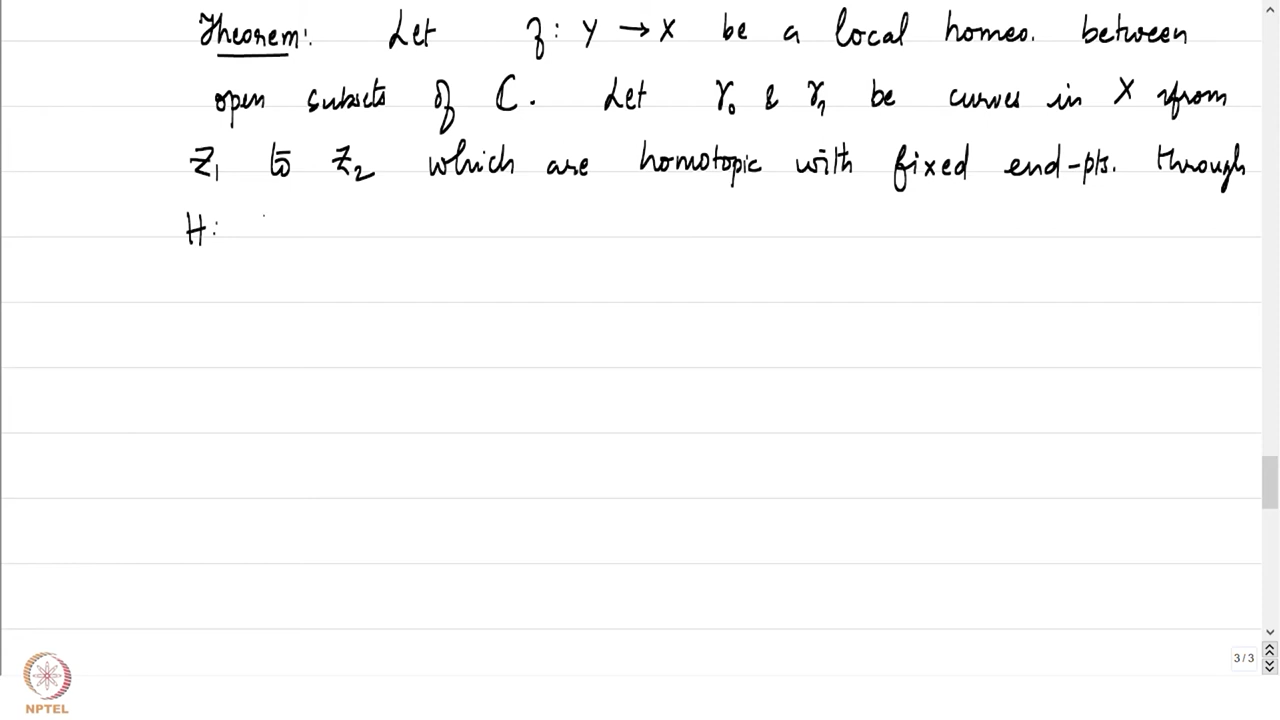 Theorem: Let f : Y → X be a local homeo. between
open subsets of C. Let γ₀ & γ₁ be curves in X from
Z₁ to Z₂ which are homotopic with fixed end-pts. through
H:
3 / 3
NPTEL